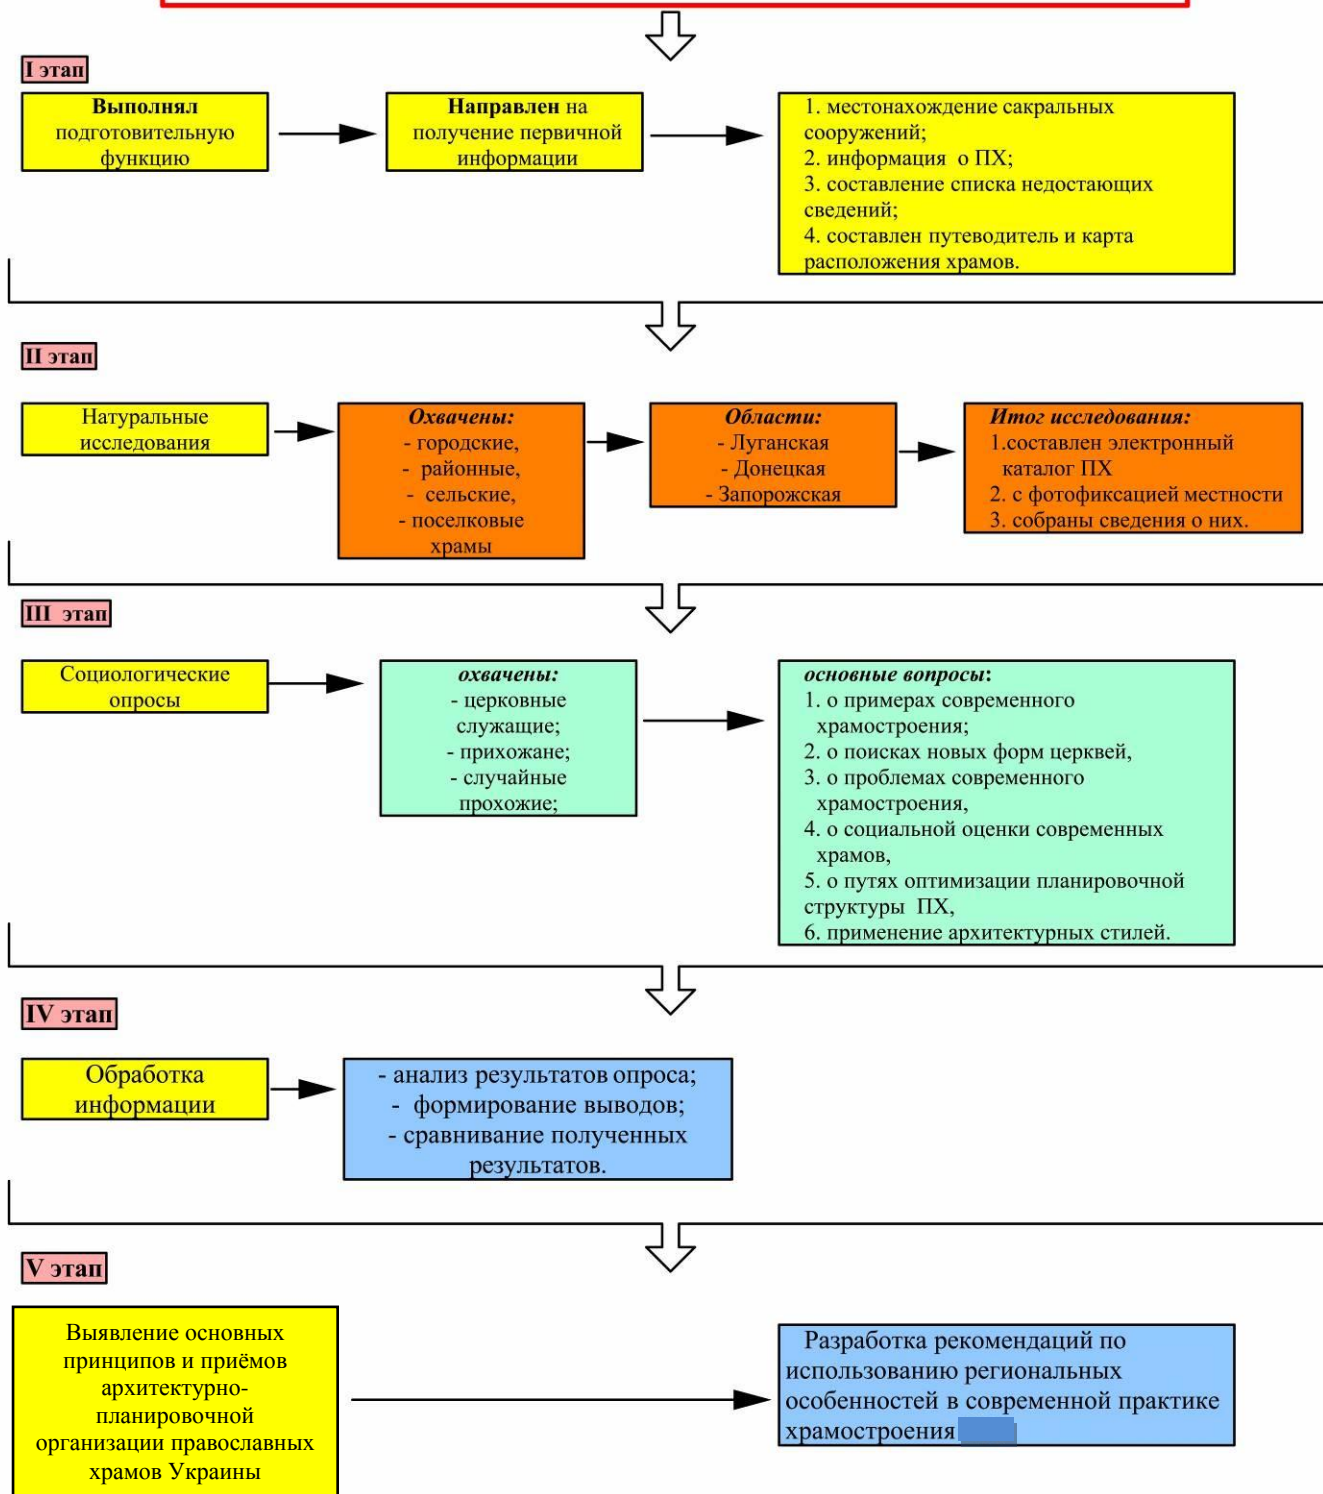 I этап
Выполнял
подготовительную
функцию
Направлен на
получение первичной
информации
1. местонахождение сакральных
сооружений;
2. информация о ПХ;
3. составление списка недостающих
сведений;
4. составлен путеводитель и карта
расположения храмов.
II этап
Натуральные
исследования
Охвачены:
- городские,
- районные,
- сельские,
- поселковые
храмы
Области:
- Луганская
- Донецкая
- Запорожская
Итог исследования:
1.составлен электронный
каталог ПХ
2. с фотофиксацией местности
3. собраны сведения о них.
III этап
Социологические
опросы
охвачены:
- церковные
служащие;
- прихожане;
- случайные
прохожие;
основные вопросы:
1. о примерах современного
храмостроения;
2. о поисках новых форм церквей,
3. о проблемах современного
храмостроения,
4. о социальной оценки современных
храмов,
5. о путях оптимизации планировочной
структуры ПХ,
6. применение архитектурных стилей.
IV этап
Обработка
информации
- анализ результатов опроса;
- формирование выводов;
- сравнивание полученных
результатов.
V этап
Выявление основных
принципов и приёмов
архитектурно-
планировочной
организации православных
храмов Украины
Разработка рекомендаций по
использованию региональных
особенностей в современной практике
храмостроения